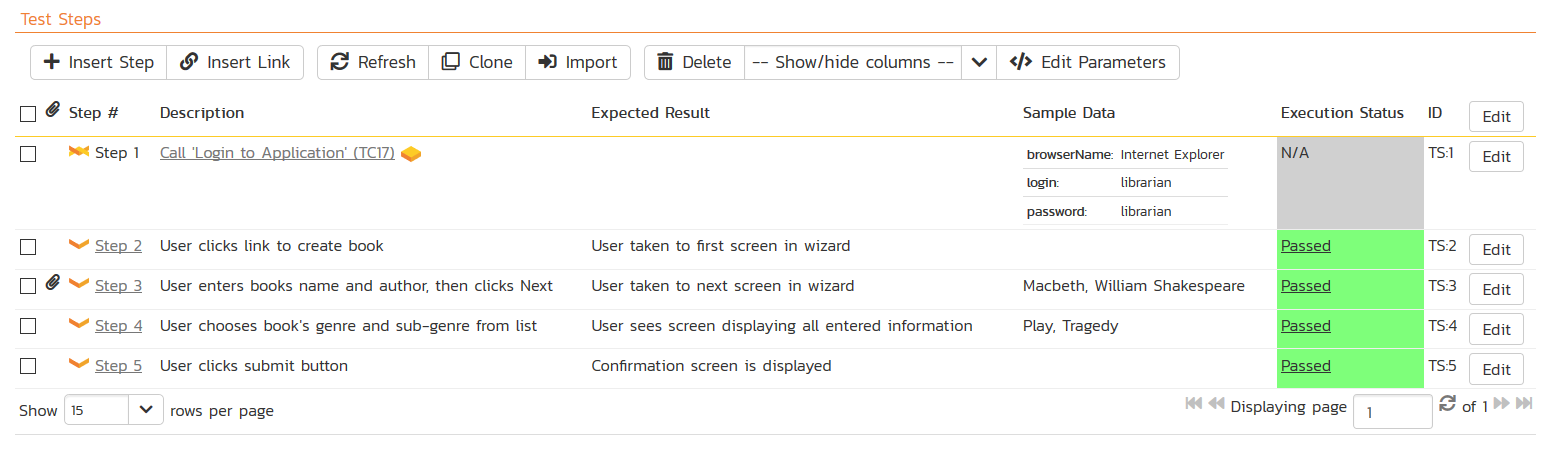 Test Steps
Insert Step Insert Link Refresh Clone Import Delete -- Show/hide columns -- Edit Parameters
Step # Description Expected Result Sample Data Execution Status ID Edit
Step 1 Call 'Login to Application' (TC17) browserName: Internet Explorer N/A TS:1 Edit
login: librarian
password: librarian
Step 2 User clicks link to create book User taken to first screen in wizard Passed TS:2 Edit
Step 3 User enters books name and author, then clicks Next User taken to next screen in wizard Macbeth, William Shakespeare Passed TS:3 Edit
Step 4 User chooses book's genre and sub-genre from list User sees screen displaying all entered information Play, Tragedy Passed TS:4 Edit
Step 5 User clicks submit button Confirmation screen is displayed Passed TS:5 Edit
Show 15 rows per page Displaying page 1 of 1